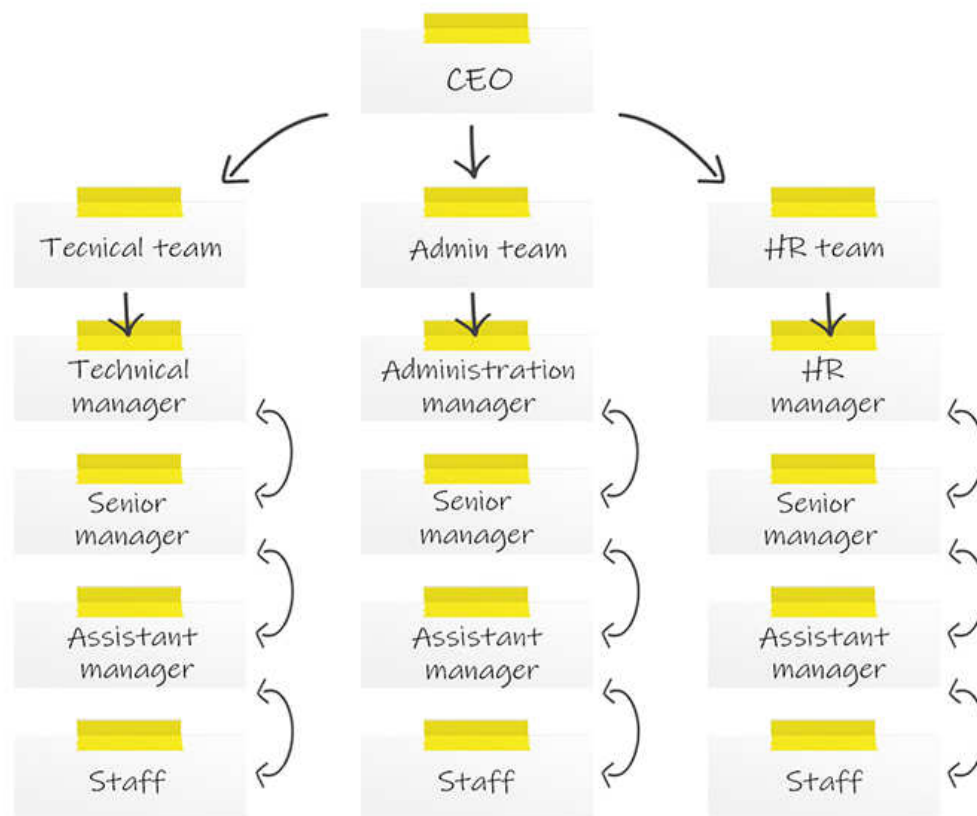 CEO
Tecnical team
Admin team
HR team
Technical
manager
Administration
manager
HR
manager
Senior
manager
Senior
manager
Senior
manager
Assistant
manager
Assistant
manager
Assistant
manager
Staff
Staff
Staff